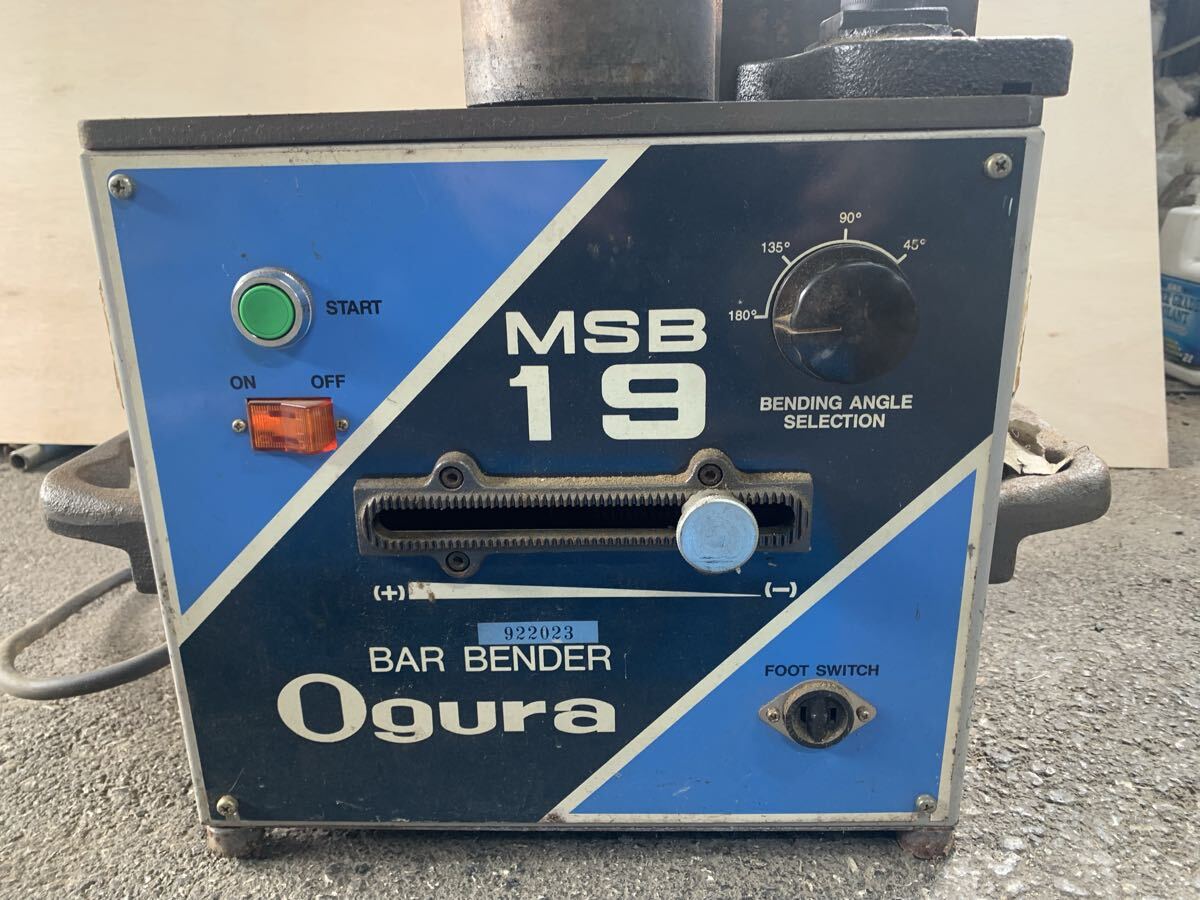 START
ON OFF
MSB
19
180°
135°
90°
45°
BENDING ANGLE
SELECTION
(+)
(−)
922023
BAR BENDER
Ogura
FOOT SWITCH